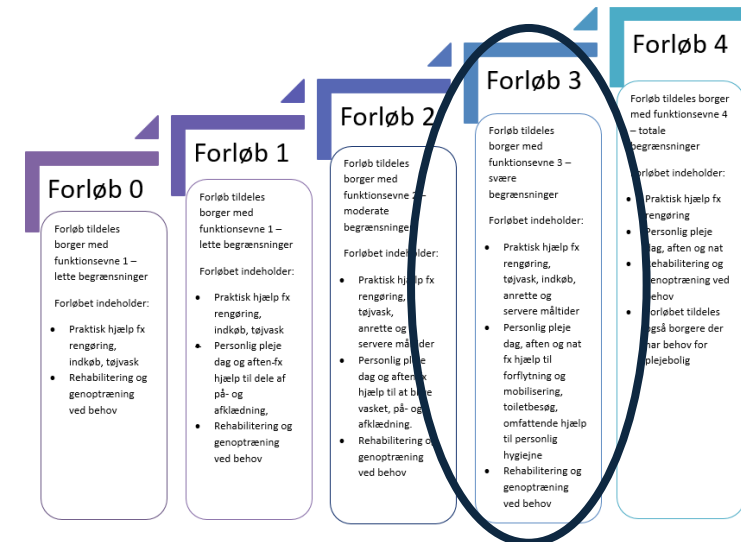 Forløb 0
Forløb tildeles
borger med
funktionsevne 1 –
lette begrænsninger
Forløbet indeholder:
• Praktisk hjælp fx
rengøring,
indkøb, tøjvask
• Rehabilitering og
genoptræning
ved behov
Forløb 1
Forløb tildeles
borger med
funktionsevne 1 –
lette begrænsninger
Forløbet indeholder:
• Praktisk hjælp fx
rengøring,
indkøb, tøjvask
• Personlig pleje
dag og aften-fx
hjælp til dele af
på- og
afklædning,
• Rehabilitering og
genoptræning
ved behov
Forløb 2
Forløb tildeles
borger med
funktionsevne 2 –
moderate
begrænsninger
Forløbet indeholder:
• Praktisk hjælp fx
rengøring,
tøjvask,
anrette og
servere måltider
• Personlig pleje
dag og aften-fx
hjælp til at blive
vasket, på- og
afklædning.
• Rehabilitering og
genoptræning
ved behov
Forløb 3
Forløb tildeles
borger med
funktionsevne 3 –
svære
begrænsninger
Forløbet indeholder:
• Praktisk hjælp fx
rengøring,
tøjvask, indkøb,
anrette og
servere måltider
• Personlig pleje
dag, aften og nat
fx hjælp til
forflytning og
mobilisering,
toiletbesøg,
omfattende hjælp
til personlig
hygiejne
• Rehabilitering og
genoptræning
ved behov
Forløb 4
Forløb tildeles borger
med funktionsevne 4
– totale
begrænsninger
Forløbet indeholder:
• Praktisk hjælp fx
rengøring
• Personlig pleje
dag, aften og nat
• Rehabilitering og
genoptræning ved
behov
• Forløbet tildeles
også borgere der
har behov for
plejebolig